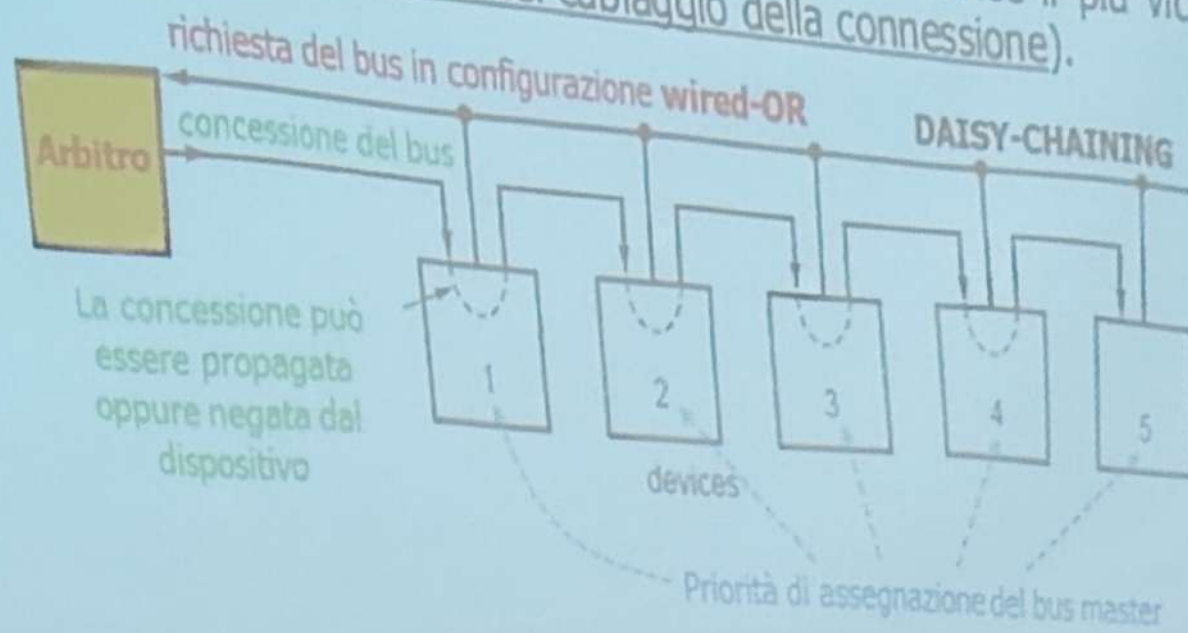 della connessione).
richiesta del bus in configurazione wired-OR
concessione del bus
DAISY-CHAINING
Arbitro
La concessione può
essere propagata
oppure negata dal
dispositivo
1
2
3
4
5
devices
Priorità di assegnazione del bus master